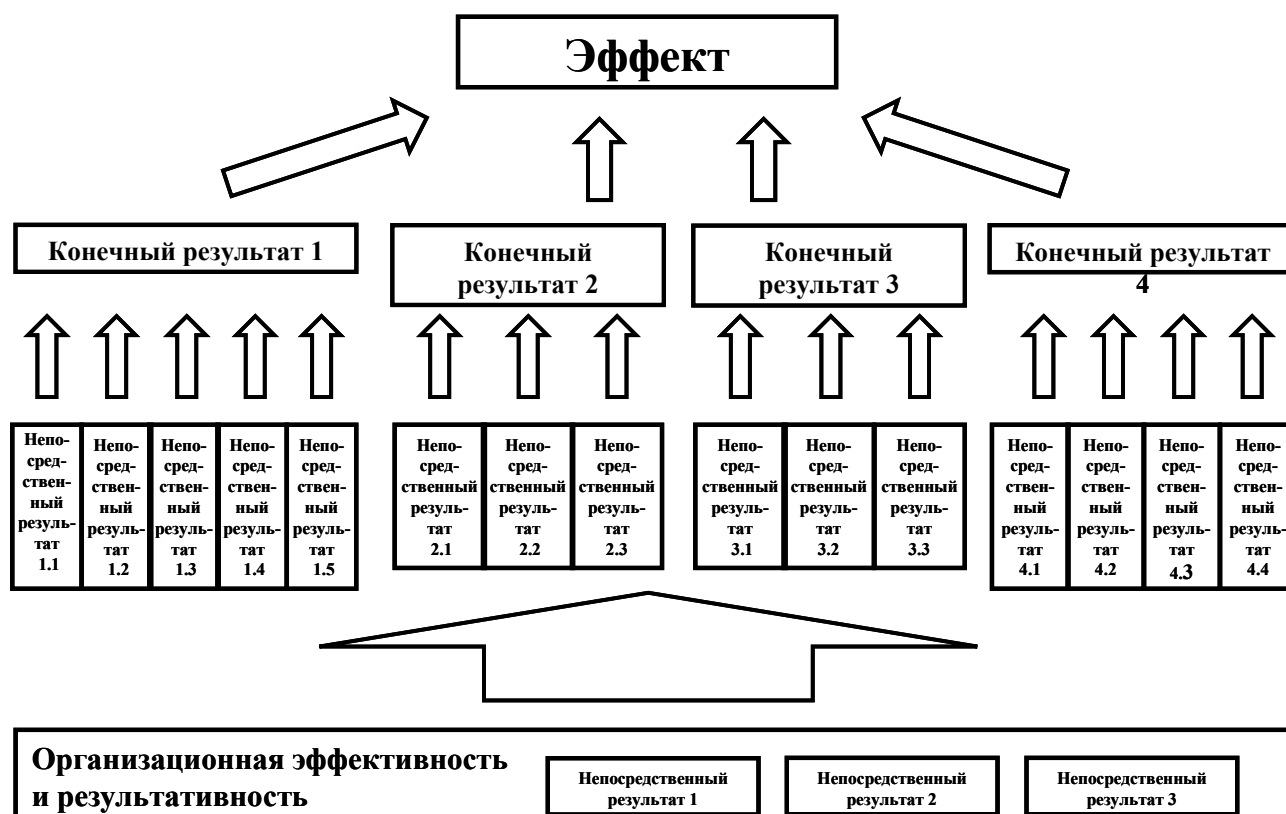 Эффект
Конечный результат 1
Конечный
результат 2
Конечный
результат 3
Конечный результат
4
Непо-
сред-
ствен-
ный
резуль-
тат
1.1
Непо-
сред-
ствен-
ный
резуль-
тат
1.2
Непо-
сред-
ствен-
ный
резуль-
тат
1.3
Непо-
сред-
ствен-
ный
резуль-
тат
1.4
Непо-
сред-
ствен-
ный
резуль-
тат
1.5
Непо-
сред-
ственный
резуль-
тат
2.1
Непо-
сред-
ственный
резуль-
тат
2.2
Непо-
сред-
ственный
резуль-
тат
2.3
Непо-
сред-
ственный
резуль-
тат
3.1
Непо-
сред-
ственный
резуль-
тат
3.2
Непо-
сред-
ственный
резуль-
тат
3.3
Непо-
сред-
ствен-
ный
резуль-
тат
4.1
Непо-
сред-
ствен-
ный
резуль-
тат
4.2
Непо-
сред-
ствен-
ный
резуль-
тат
4.3
Непо-
сред-
ствен-
ный
резуль-
тат
4.4
Организационная эффективность
и результативность
Непосредственный
результат 1
Непосредственный
результат 2
Непосредственный
результат 3